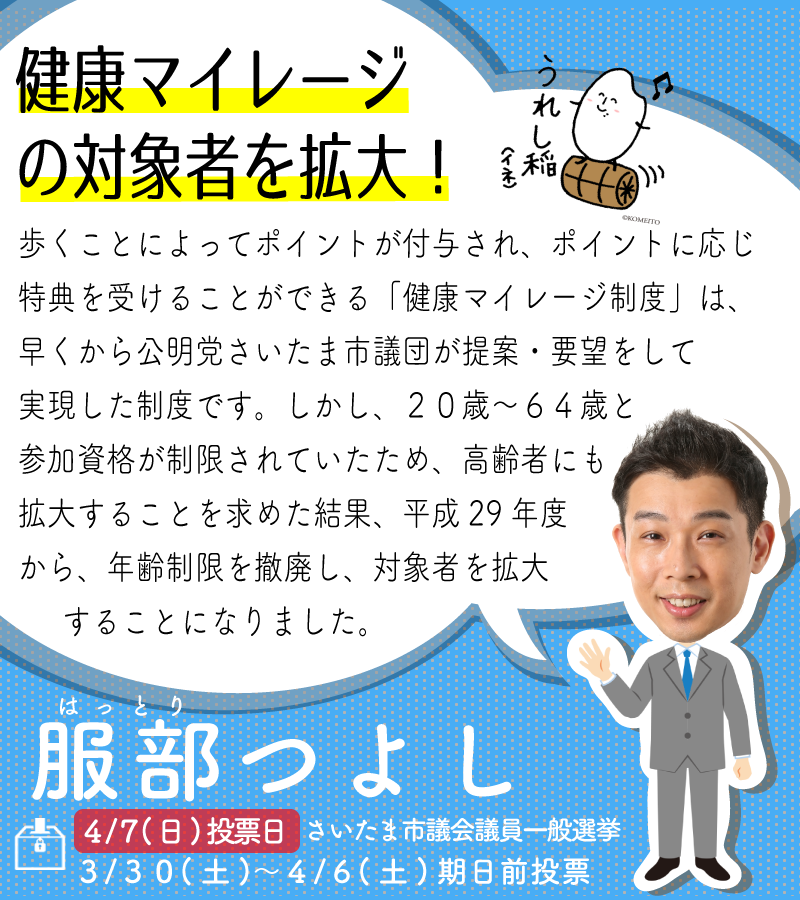 健康マイレージ
の対象者を拡大！
うれし稲
（イネ）
©KOMEITO
歩くことによってポイントが付与され、ポイントに応じ
特典を受けることができる「健康マイレージ制度」は、
早くから公明党さいたま市議団が提案・要望をして
実現した制度です。しかし、２０歳～６４歳と
参加資格が制限されていたため、高齢者にも
拡大することを求めた結果、平成29年度
から、年齢制限を撤廃し、対象者を拡大
することになりました。
はっとり
服部つよし
4/7(日)投票日 さいたま市議会議員一般選挙
３/３０(土)～４/６(土)期日前投票